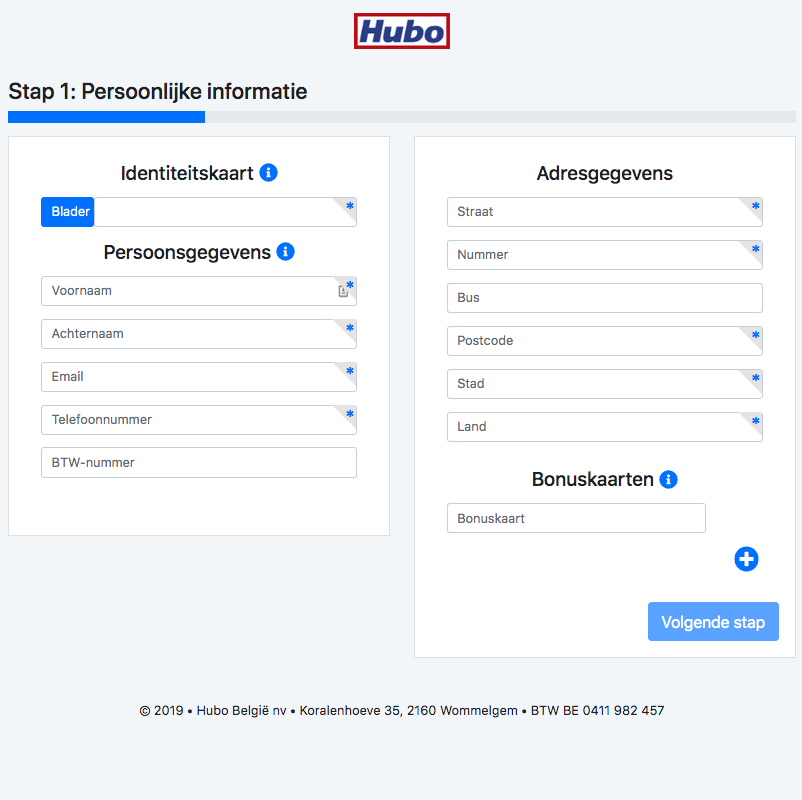 Hubo
Stap 1: Persoonlijke informatie
Identiteitskaart
Blader
Persoonsgegevens
Voornaam
Achternaam
Email
Telefoonnummer
BTW-nummer
Adresgegevens
Straat
Nummer
Bus
Postcode
Stad
Land
Bonuskaarten
Bonuskaart
Volgende stap
© 2019 • Hubo België nv • Koralenhoeve 35, 2160 Wommelgem • BTW BE 0411 982 457